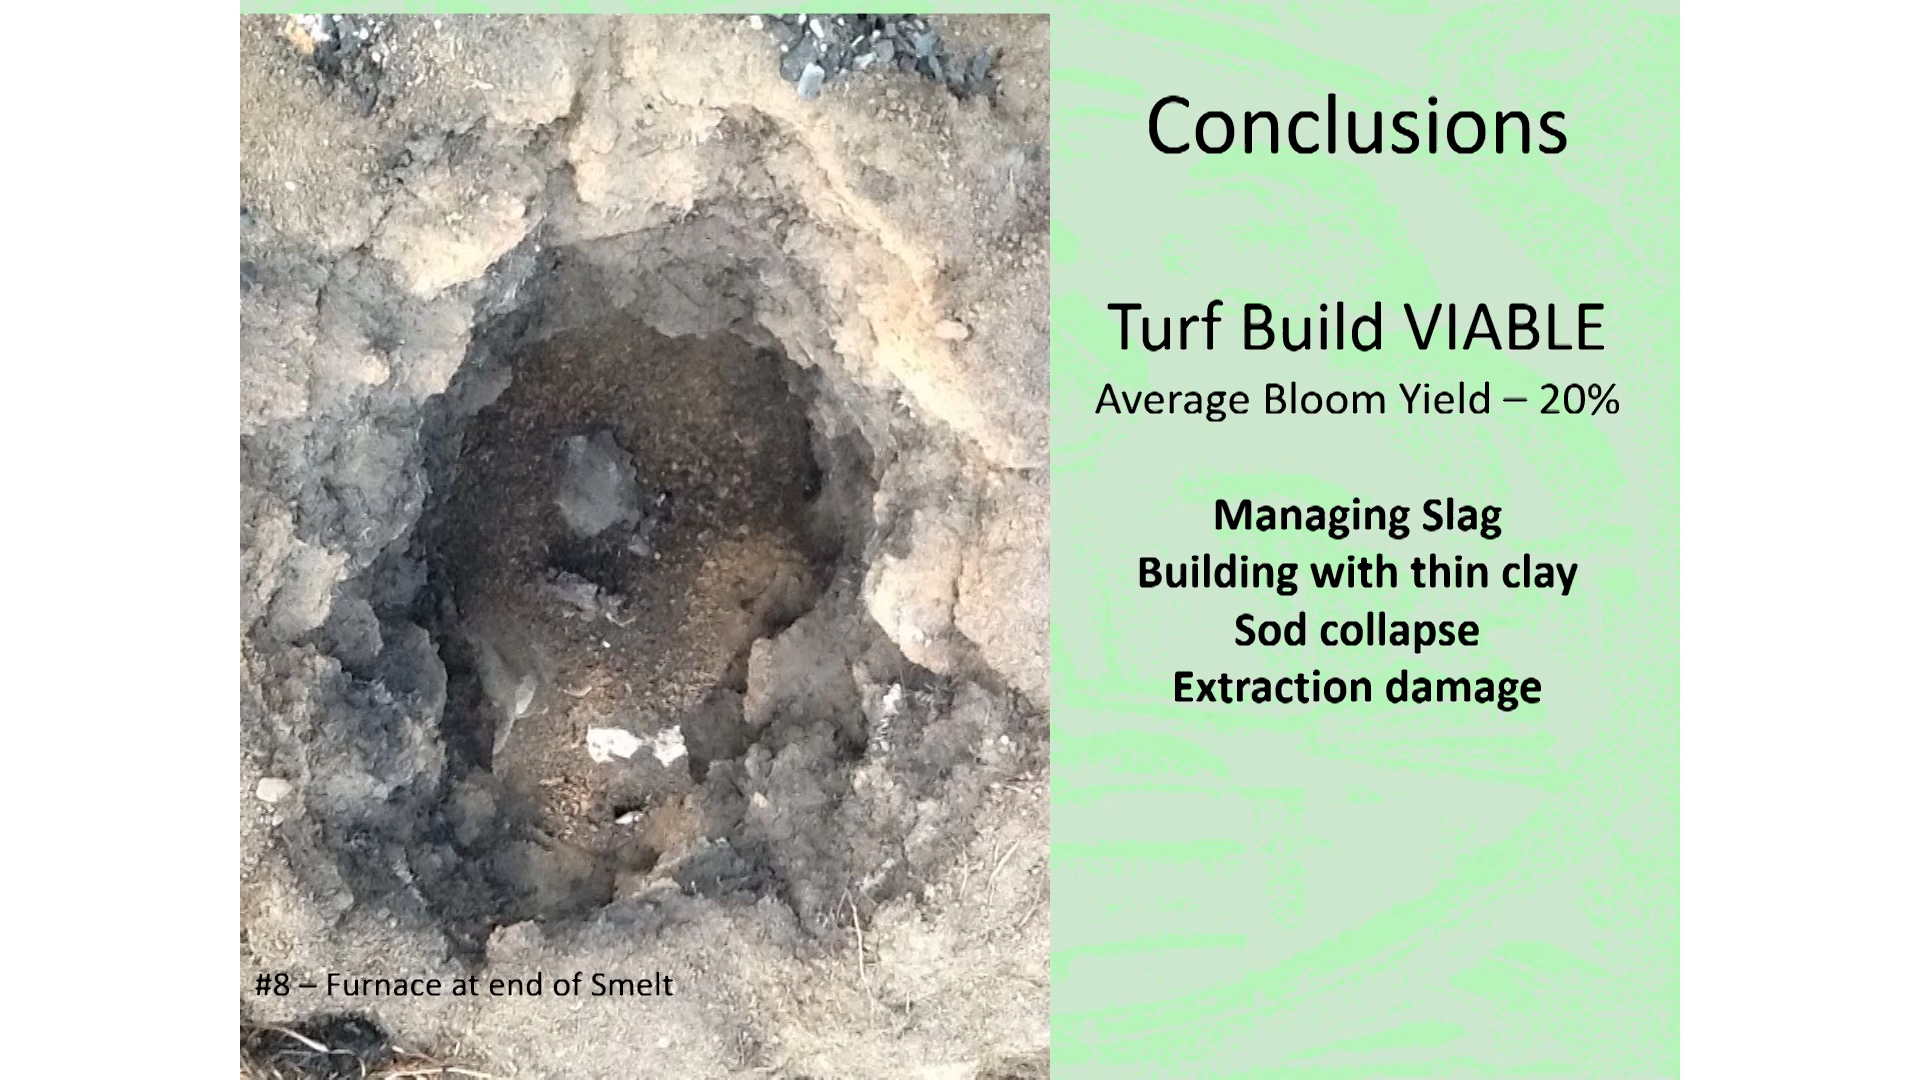 Conclusions
Turf Build VIABLE
Average Bloom Yield – 20%
Managing Slag
Building with thin clay
Sod collapse
Extraction damage
#8 – Furnace at end of Smelt